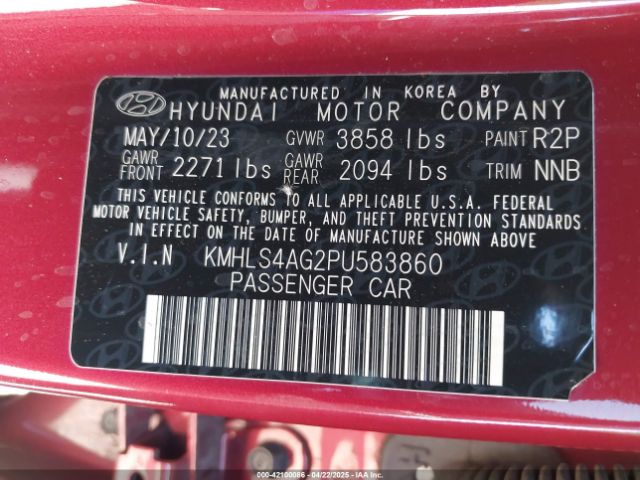 MANUFACTURED IN KOREA BY
HYUNDAI MOTOR COMPANY
MAY/10/23 GVWR 3858 lbs PAINT R2P
GAWR FRONT 2271 lbs GAWR REAR 2094 lbs TRIM NNB
THIS VEHICLE CONFORMS TO ALL APPLICABLE U.S.A. FEDERAL
MOTOR VEHICLE SAFETY, BUMPER, AND THEFT PREVENTION STANDARDS
IN EFFECT ON THE DATE OF MANUFACTURE SHOWN ABOVE
V.I.N KMHLS4AG2PU583860
PASSENGER CAR
000-42100086 - 04/22/2025 - IAAI.COM